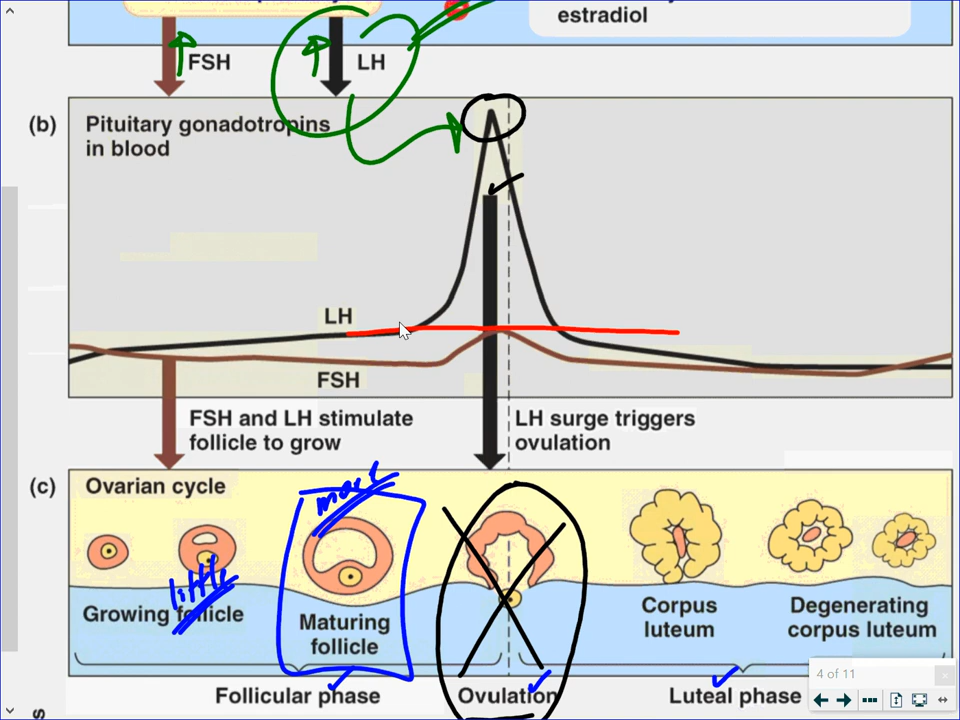 estradiol
FSH
LH
(b)
Pituitary gonadotropins
in blood
LH
FSH
FSH and LH stimulate
follicle to grow
LH surge triggers
ovulation
(c)
Ovarian cycle
more
little
Growing follicle
Maturing
follicle
Corpus
luteum
Degenerating
corpus luteum
Follicular phase
Ovulation
Luteal phase
4 of 11